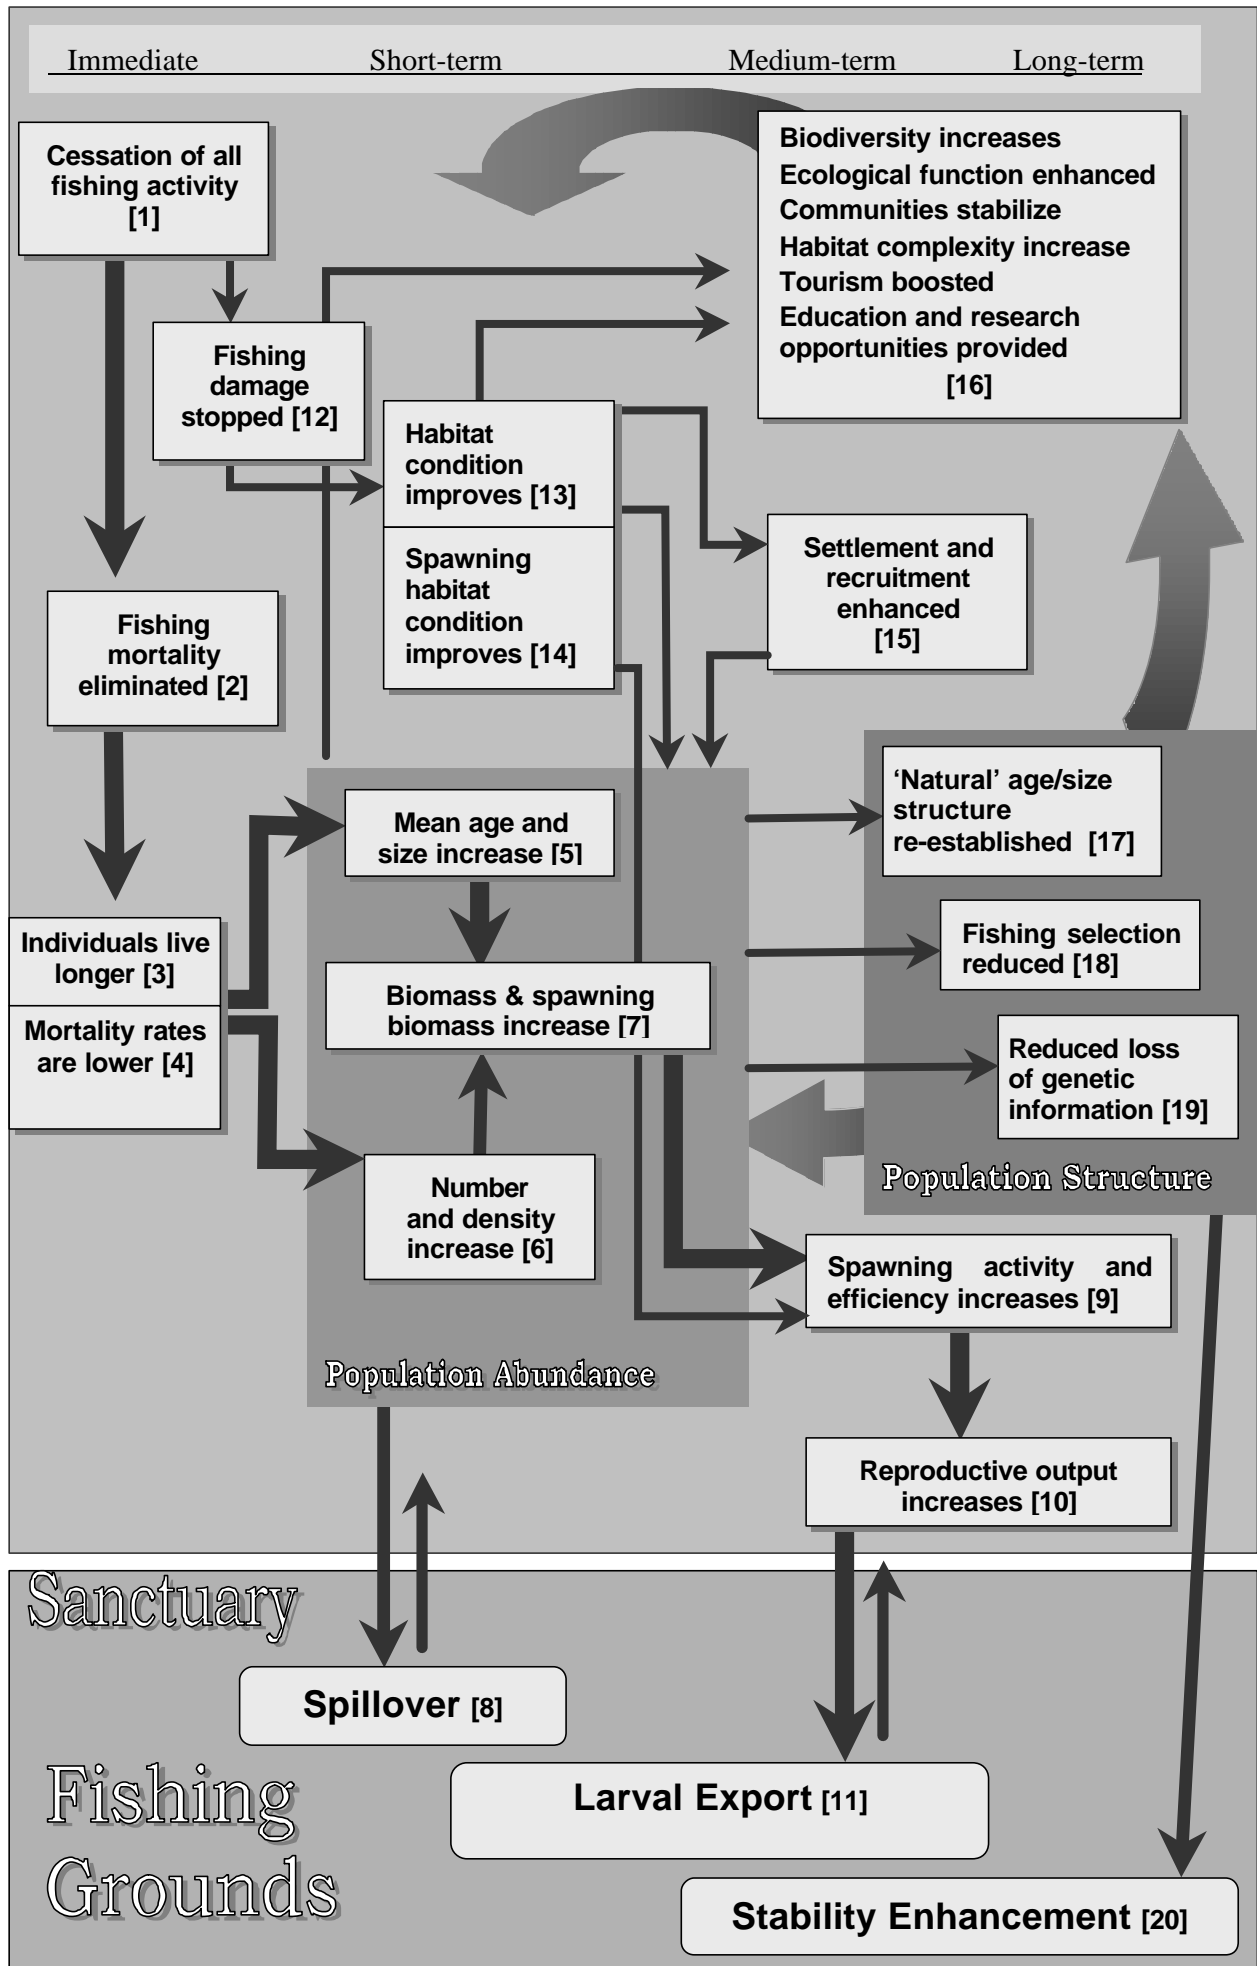 Immediate Short-term Medium-term Long-term
Cessation of all
fishing activity
[1]
Biodiversity increases
Ecological function enhanced
Communities stabilize
Habitat complexity increase
Tourism boosted
Education and research
opportunities provided
[16]
Fishing
damage
stopped [12]
Habitat
condition
improves [13]
Spawning
habitat
condition
improves [14]
Settlement and
recruitment
enhanced
[15]
Fishing
mortality
eliminated [2]
Individuals live
longer [3]
Mortality rates
are lower [4]
Mean age and
size increase [5]
Biomass & spawning
biomass increase [7]
Number
and density
increase [6]
Population Abundance
‘Natural’ age/size
structure
re-established [17]
Fishing selection
reduced [18]
Reduced loss
of genetic
information [19]
Population Structure
Spawning activity and
efficiency increases [9]
Reproductive output
increases [10]
Sanctuary
Spillover [8]
Fishing
Grounds
Larval Export [11]
Stability Enhancement [20]